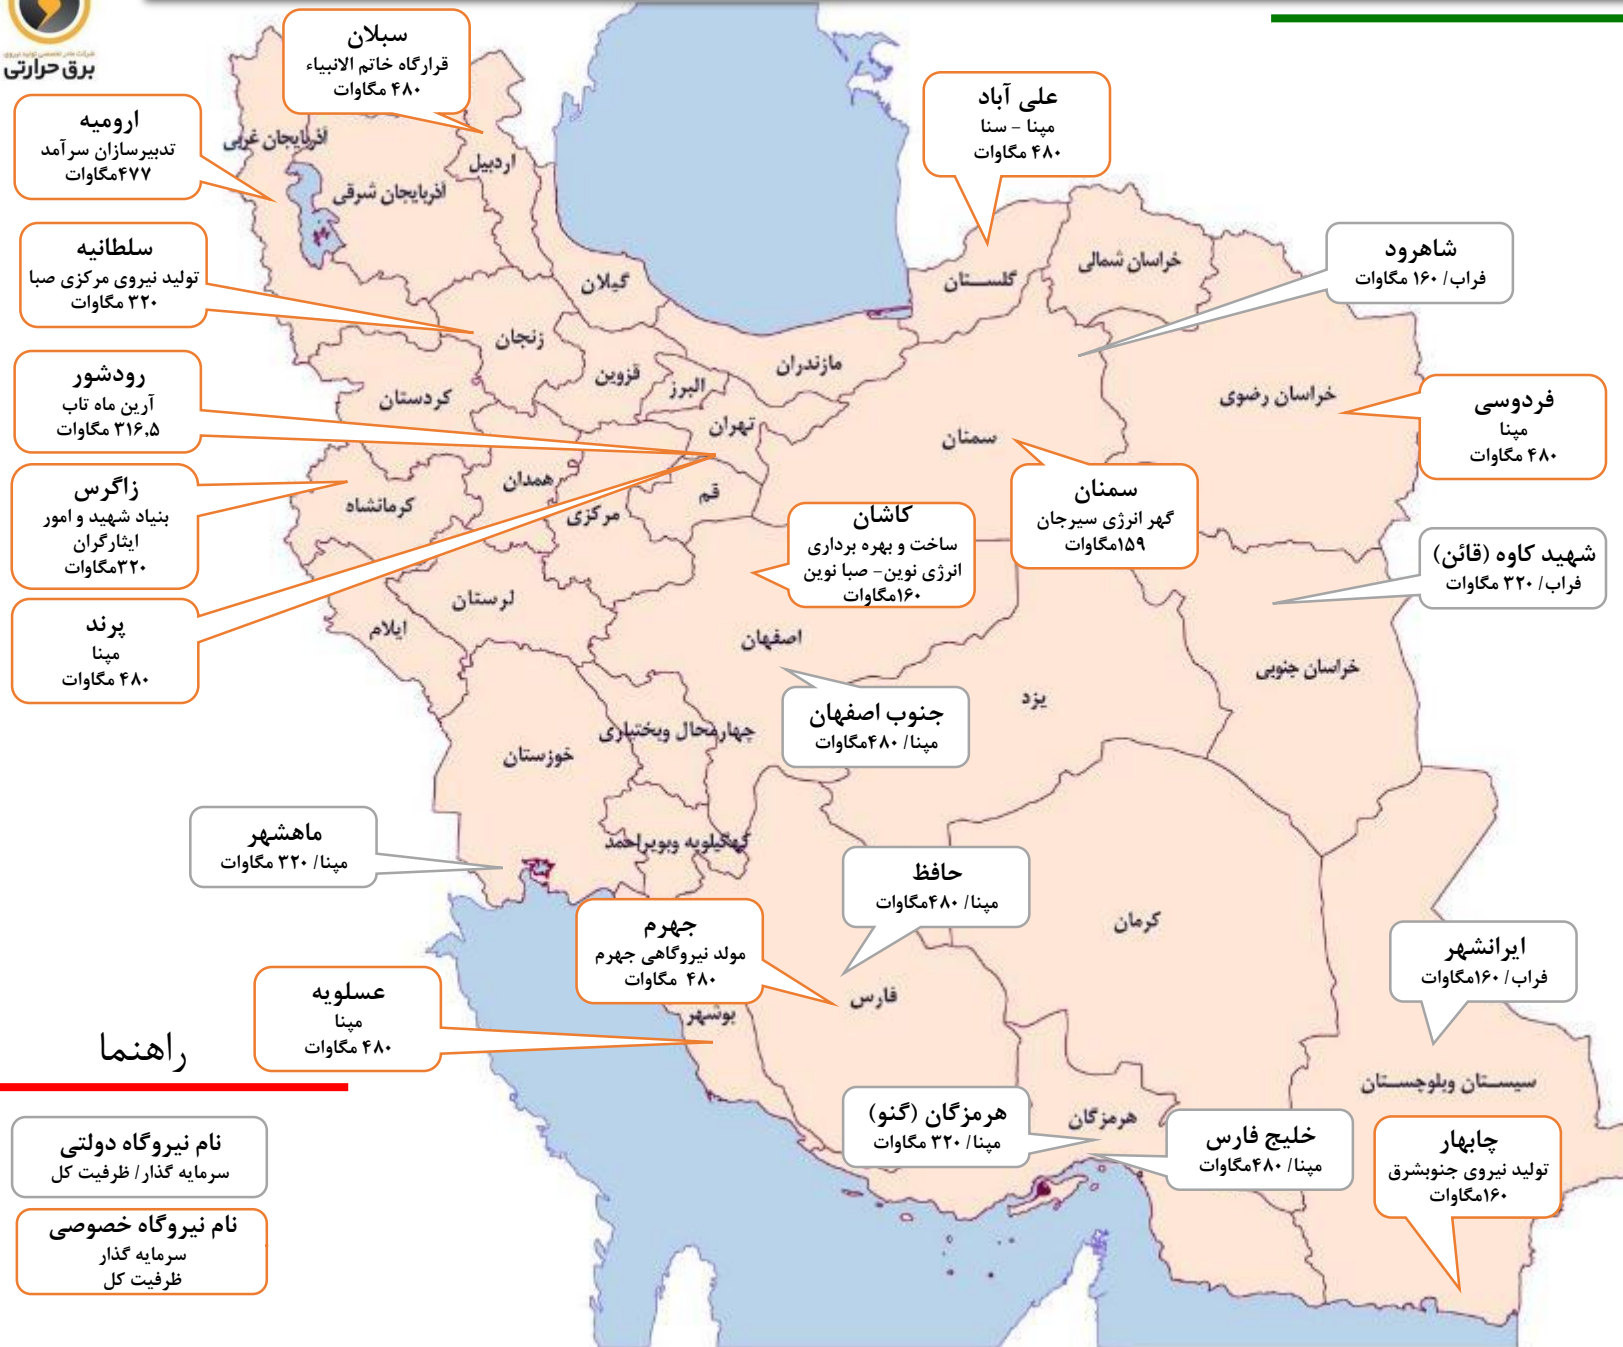 برق حرارتی
سبلان
قرارگاه خاتم الانبیاء
۴۸۰ مگاوات
علی آباد
مپنا - سنا
۴۸۰ مگاوات
ارومیه
تدبیرسازان سرآمد
۴۷۷مگاوات
آذربایجان غربی
آذربایجان شرقی
اردبیل
سلطانیه
تولید نیروی مرکزی صبا
۳۲۰ مگاوات
گیلان
گلستان
خراسان شمالی
شاهرود
فراب/ ۱۶۰ مگاوات
زنجان
رودشور
آرین ماه تاب
۳۱۶,۵ مگاوات
کردستان
قزوین
البرز
مازندران
تهران
سمنان
خراسان رضوی
فردوسی
مپنا
۴۸۰ مگاوات
زاگرس
بنیاد شهید و امور
ایثارگران
۳۲۰مگاوات
کرمانشاه
همدان
مرکزی
قم
کاشان
ساخت و بهره برداری
انرژی نوین- صبا نوین
۱۶۰مگاوات
سمنان
گهر انرژی سیرجان
۱۵۹مگاوات
شهید کاوه (قائن)
فراب/ ۳۲۰ مگاوات
پرند
مپنا
۴۸۰ مگاوات
ایلام
لرستان
اصفهان
یزد
خراسان جنوبی
جنوب اصفهان
مپنا/ ۴۸۰مگاوات
خوزستان
چهارمحال وبختیاری
ماهشهر
مپنا/ ۳۲۰ مگاوات
کهگیلویه وبویراحمد
حافظ
مپنا/ ۴۸۰مگاوات
کرمان
جهرم
مولد نیروگاهی جهرم
۴۸۰ مگاوات
فارس
بوشهر
ایرانشهر
فراب/ ۱۶۰مگاوات
عسلویه
مپنا
۴۸۰ مگاوات
سیستان وبلوچستان
هرمزگان (گنو)
مپنا/ ۳۲۰ مگاوات
هرمزگان
خلیج فارس
مپنا/ ۴۸۰مگاوات
چابهار
تولید نیروی جنوبشرق
۱۶۰مگاوات
راهنما
نام نیروگاه دولتی
سرمایه گذار/ ظرفیت کل
نام نیروگاه خصوصی
سرمایه گذار
ظرفیت کل